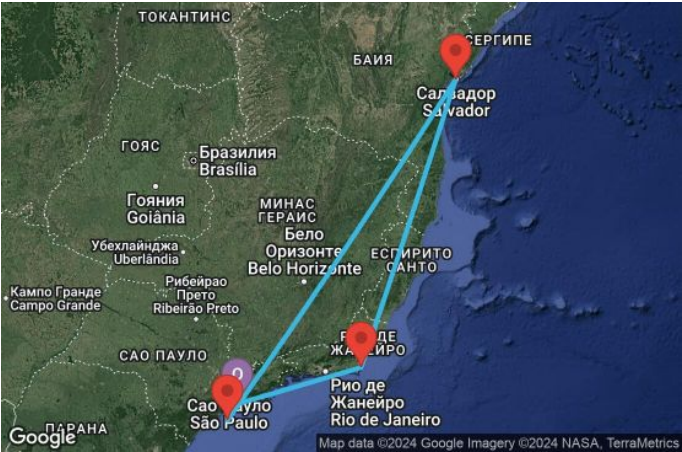 ТОКАНТИНС
СЕРГИПЕ
БАИЯ
Салвадор
Salvador
ГОЯС
Бразилия
Brasília
Гояния
Goiânia
МИНАС
ГЕРАИС
Бело
Оризонте
Belo Horizonte
Убехлайнджа
Uberlândia
ЕСПИРИТО
САНТО
Кампо Гранде
Campo Grande
Рибейрао
Прето
Ribeirão Preto
САО ПАУЛО
РИО ДЕ
ЖАНЕЙРО
О
Рио де
Жанейро
Rio de Janeiro
Сао Пауло
São Paulo
ПАРАНА
Google
Map data ©2024 Google Imagery ©2024 NASA, TerraMetrics